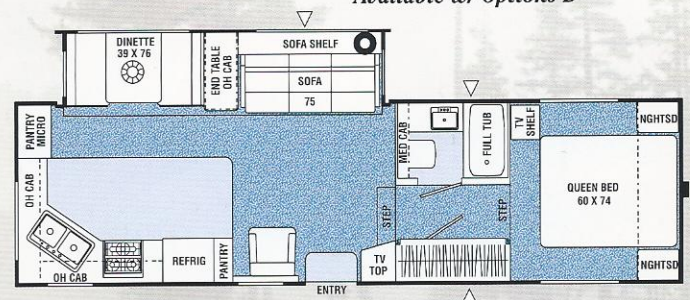 Available w/ Options B
DINETTE
39 X 76
END TABLE
OH CAB
SOFA SHELF
SOFA
75
PANTRY
MICRO
OH CAB
OH CAB
REFRIG
PANTRY
ENTRY
TV
TOP
STEP
MED CAB
FULL TUB
STEP
TV
SHELF
NGHTSD
QUEEN BED
60 X 74
NGHTSD